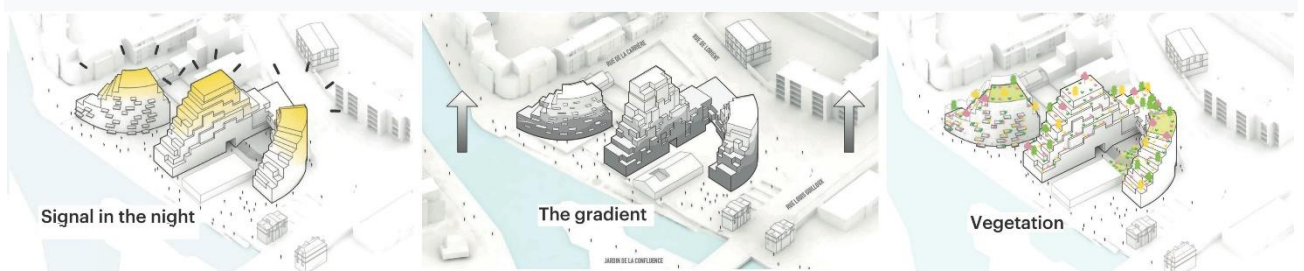 Signal in the night
RUE DE LA CARRIÈRE
RUE DE LORIENT
The gradient
RUE LOUIS GUILLOUX
JARDIN DE LA CONFLUENCE
Vegetation